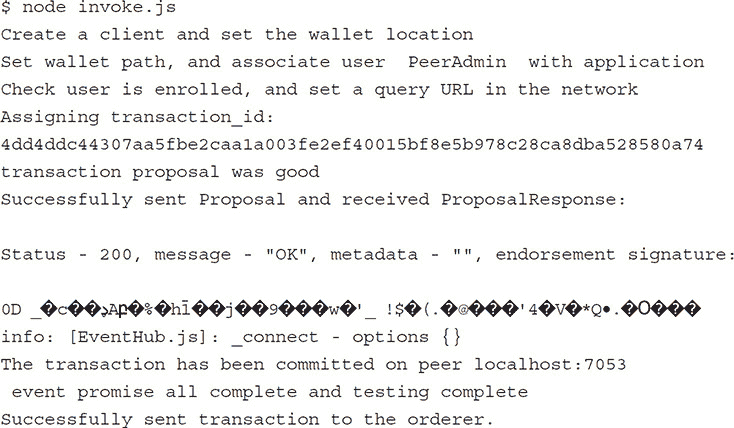 $ node invoke.js
Create a client and set the wallet location
Set wallet path, and associate user  PeerAdmin  with application
Check user is enrolled, and set a query URL in the network
Assigning transaction_id:
4dd4ddc44307aa5fbe2caa1a003fe2ef40015bf8e5b978c28ca8dba528580a74
transaction proposal was good
Successfully sent Proposal and received ProposalResponse:
Status - 200, message - "OK", metadata - "", endorsement signature:
0D _�c��ڊAբ�%�hȉ��j��9���w�'_ !$�(.�@���'4�V�*Q•.�O���
info: [EventHub.js]: _connect - options {}
The transaction has been committed on peer localhost:7053
 event promise all complete and testing complete
Successfully sent transaction to the orderer.